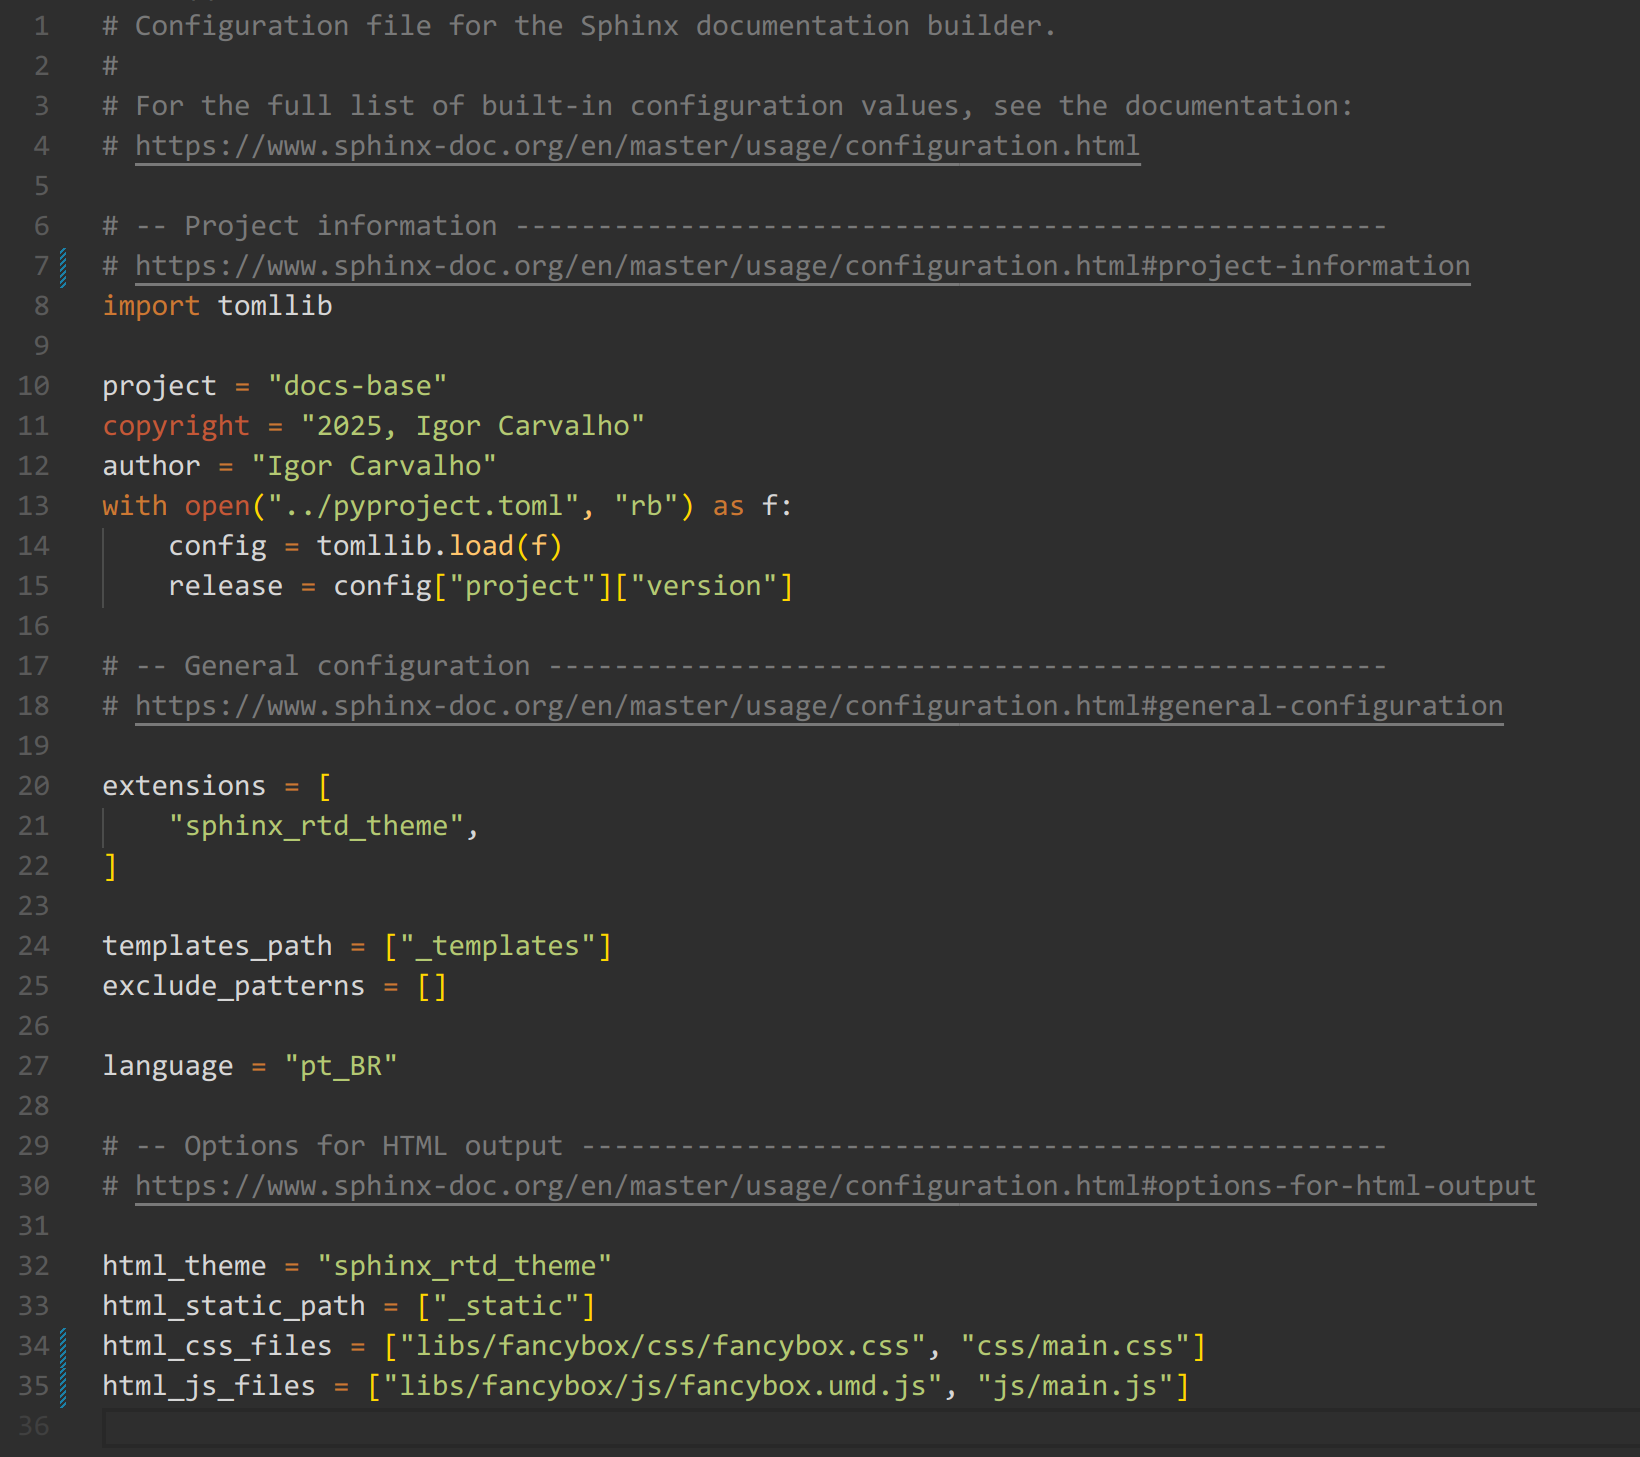 1 # Configuration file for the Sphinx documentation builder.
2 #
3 # For the full list of built-in configuration values, see the documentation:
4 # https://www.sphinx-doc.org/en/master/usage/configuration.html
5
6 # -- Project information -----------------------------------------------------
7 # https://www.sphinx-doc.org/en/master/usage/configuration.html#project-information
8 import tomllib
9
10 project = "docs-base"
11 copyright = "2025, Igor Carvalho"
12 author = "Igor Carvalho"
13 with open("../pyproject.toml", "rb") as f:
14     config = tomllib.load(f)
15     release = config["project"]["version"]
16
17 # -- General configuration ---------------------------------------------------
18 # https://www.sphinx-doc.org/en/master/usage/configuration.html#general-configuration
19
20 extensions = [
21     "sphinx_rtd_theme",
22 ]
23
24 templates_path = ["_templates"]
25 exclude_patterns = []
26
27 language = "pt_BR"
28
29 # -- Options for HTML output -------------------------------------------------
30 # https://www.sphinx-doc.org/en/master/usage/configuration.html#options-for-html-output
31
32 html_theme = "sphinx_rtd_theme"
33 html_static_path = ["_static"]
34 html_css_files = ["libs/fancybox/css/fancybox.css", "css/main.css"]
35 html_js_files = ["libs/fancybox/js/fancybox.umd.js", "js/main.js"]
36